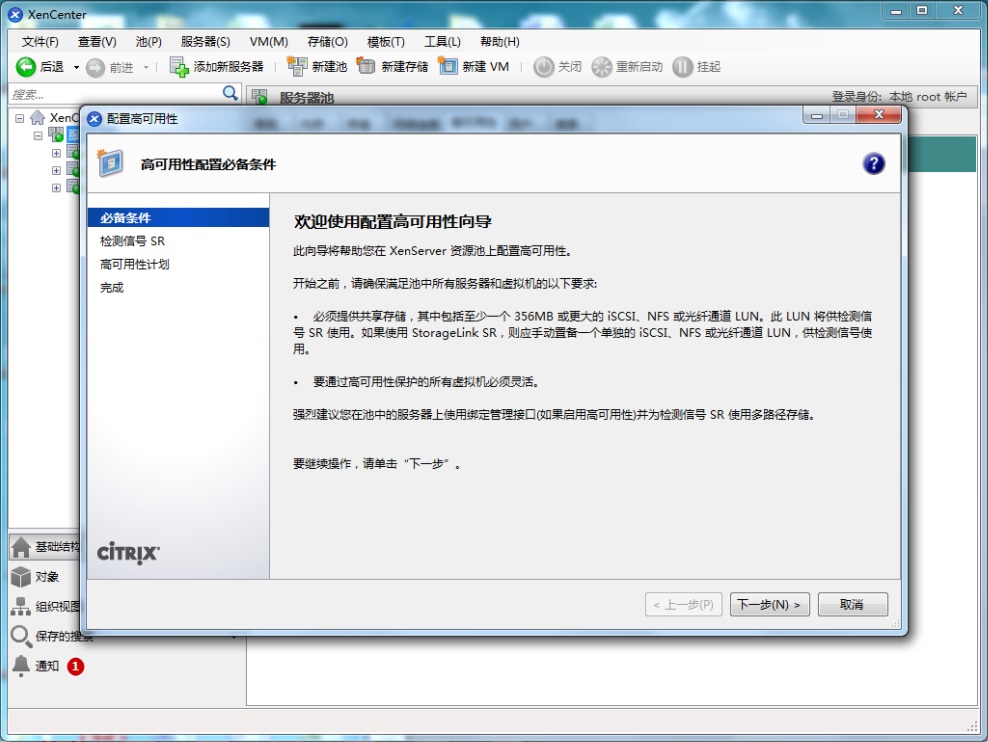 XenCenter
文件(F) 查看(V) 池(P) 服务器(S) VM(M) 存储(O) 模板(T) 工具(L) 帮助(H)
后退 前进 添加新服务器 新建池 新建存储 新建 VM 关闭 重新启动 挂起
搜索...
服务器池
登录身份: 本地 root 帐户
XenC
配置高可用性
高可用性配置必备条件
?
必备条件
检测信号 SR
高可用性计划
完成
欢迎使用配置高可用性向导
此向导将帮助您在 XenServer 资源池上配置高可用性。
开始之前，请确保满足池中所有服务器和虚拟机的以下要求:
• 必须提供共享存储，其中包括至少一个 356MB 或更大的 iSCSI、NFS 或光纤通道 LUN。此 LUN 将供检测信
号 SR 使用。如果使用 StorageLink SR，则应手动置备一个单独的 iSCSI、NFS 或光纤通道 LUN，供检测信号使
用。
• 要通过高可用性保护的所有虚拟机必须灵活。
强烈建议您在池中的服务器上使用绑定管理接口(如果启用高可用性)并为检测信号 SR 使用多路径存储。
要继续操作，请单击“下一步”。
CITRIX
< 上一步(P) 下一步(N) > 取消
基础结构
对象
组织视图
保存的搜索
通知 1